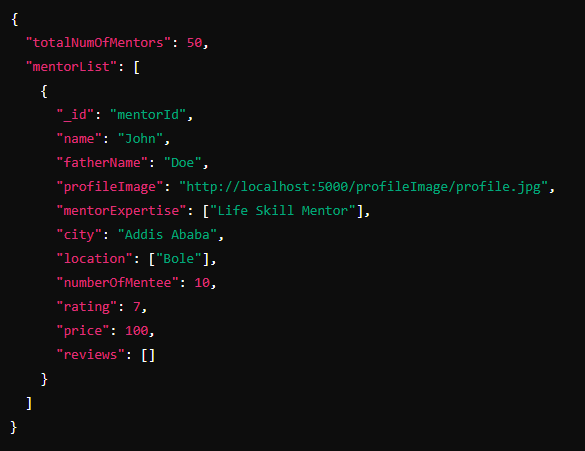 {
  "totalNumOfMentors": 50,
  "mentorList": [
    {
      "_id": "mentorId",
      "name": "John",
      "fatherName": "Doe",
      "profileImage": "http://localhost:5000/profileImage/profile.jpg",
      "mentorExpertise": ["Life Skill Mentor"],
      "city": "Addis Ababa",
      "location": ["Bole"],
      "numberOfMentee": 10,
      "rating": 7,
      "price": 100,
      "reviews": []
    }
  ]
}